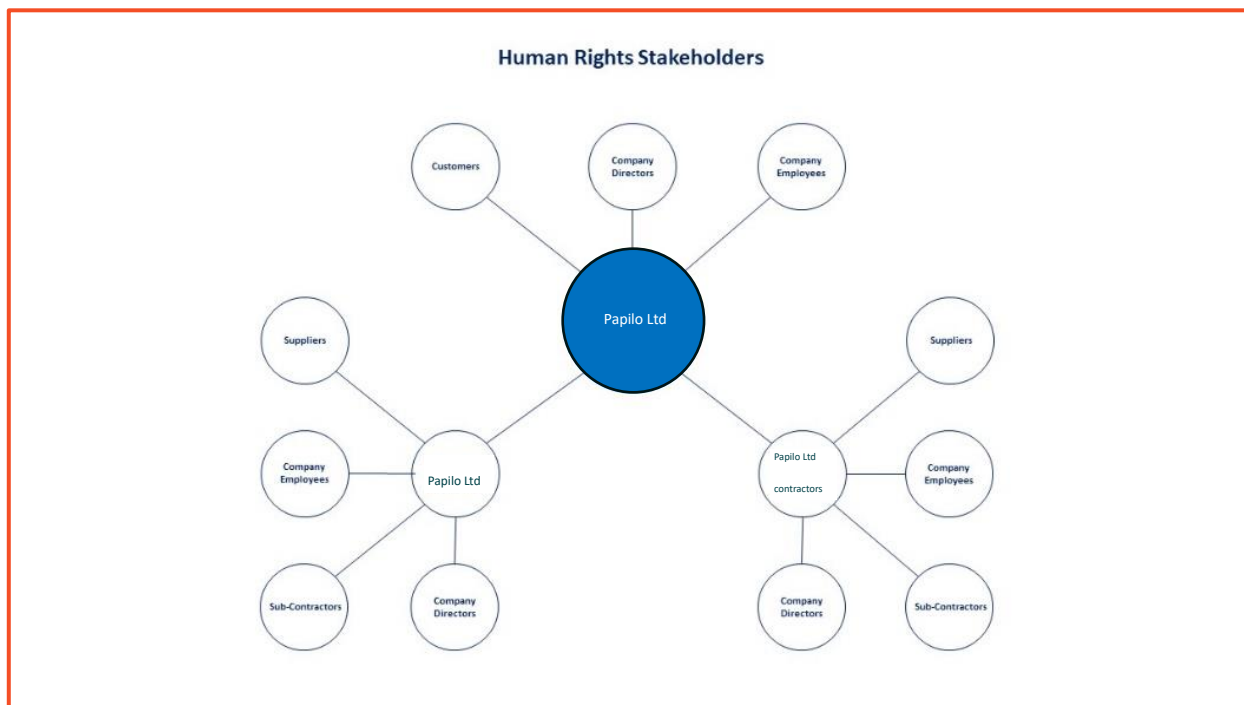 Human Rights Stakeholders
Customers
Company
Directors
Company
Employees
Papilo Ltd
Suppliers
Suppliers
Company
Employees
Papilo Ltd
Papilo Ltd
contractors
Company
Employees
Sub-Contractors
Company
Directors
Company
Directors
Sub-Contractors